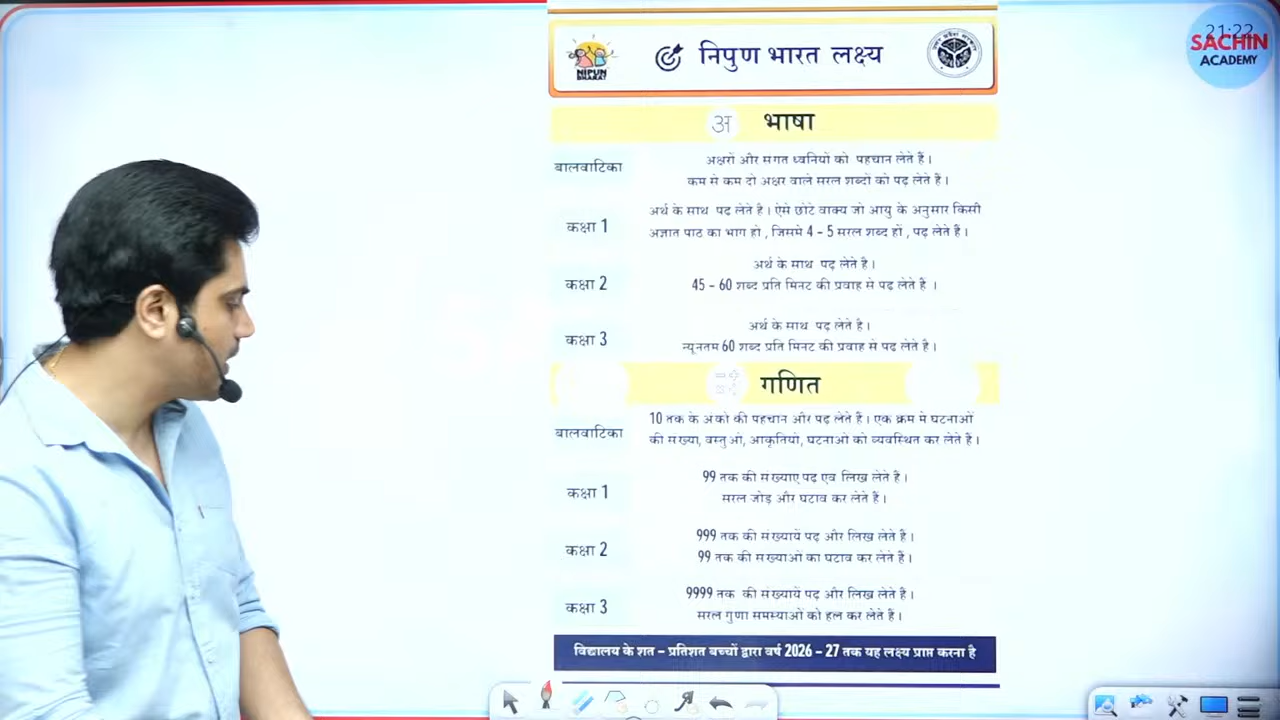 21:22
SACHIN
ACADEMY
NIPUN
BHARAT
निपुण भारत लक्ष्य
अ भाषा
बालवाटिका
अक्षरों और संगत ध्वनियों को पहचान लेते हैं।
कम से कम दो अक्षर वाले सरल शब्दों को पढ़ लेते हैं।
कक्षा 1
अर्थ के साथ पढ़ लेते है। ऐसे छोटे वाक्य जो आयु के अनुसार किसी
अज्ञात पाठ का भाग हो, जिसमें 4 - 5 सरल शब्द हों, पढ़ लेते हैं।
कक्षा 2
अर्थ के साथ पढ़ लेते हैं।
45 - 60 शब्द प्रति मिनट की प्रवाह से पढ़ लेते हैं ।
कक्षा 3
अर्थ के साथ पढ़ लेते हैं।
न्यूनतम 60 शब्द प्रति मिनट की प्रवाह से पढ़ लेते हैं।
गणित
बालवाटिका
10 तक के अंकों की पहचान और पढ़ लेते हैं। एक क्रम में घटनाओं
की संख्या, वस्तुओं, आकृतियों, घटनाओं को व्यवस्थित कर लेते हैं।
कक्षा 1
99 तक की संख्याए पढ़ एवं लिख लेते हैं।
सरल जोड़ और घटाव कर लेते हैं।
कक्षा 2
999 तक की संख्यायें पढ़ और लिख लेते हैं।
99 तक की संख्याओं का घटाव कर लेते हैं।
कक्षा 3
9999 तक की संख्यायें पढ़ और लिख लेते हैं।
सरल गुणा समस्याओं को हल कर लेते हैं।
विद्यालय के शत – प्रतिशत बच्चों द्वारा वर्ष 2026 – 27 तक यह लक्ष्य प्राप्त करना है